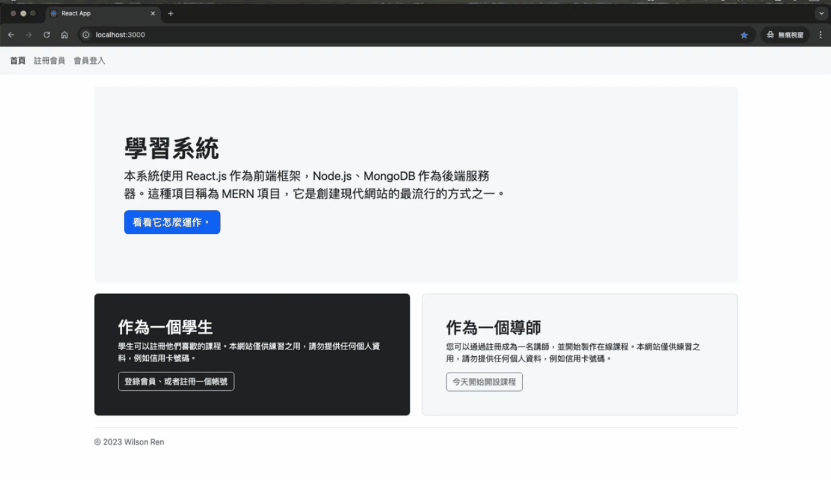 React App
localhost:3000
無痕視窗
首頁 註冊會員 會員登入
學習系統
本系統使用 React.js 作為前端框架，Node.js、MongoDB 作為後端服務
器。這種項目稱為 MERN 項目，它是創建現代網站的最流行的方式之一。
看看它怎麼運作。
作為一個學生
學生可以註冊他們喜歡的課程。本網站僅供練習之用，請勿提供任何個人資
料，例如信用卡號碼。
登錄會員、或者註冊一個帳號
作為一個導師
您可以通過註冊成為一名講師，並開始製作在線課程。本網站僅供練習之
用，請勿提供任何個人資料，例如信用卡號碼。
今天開始開設課程
© 2023 Wilson Ren